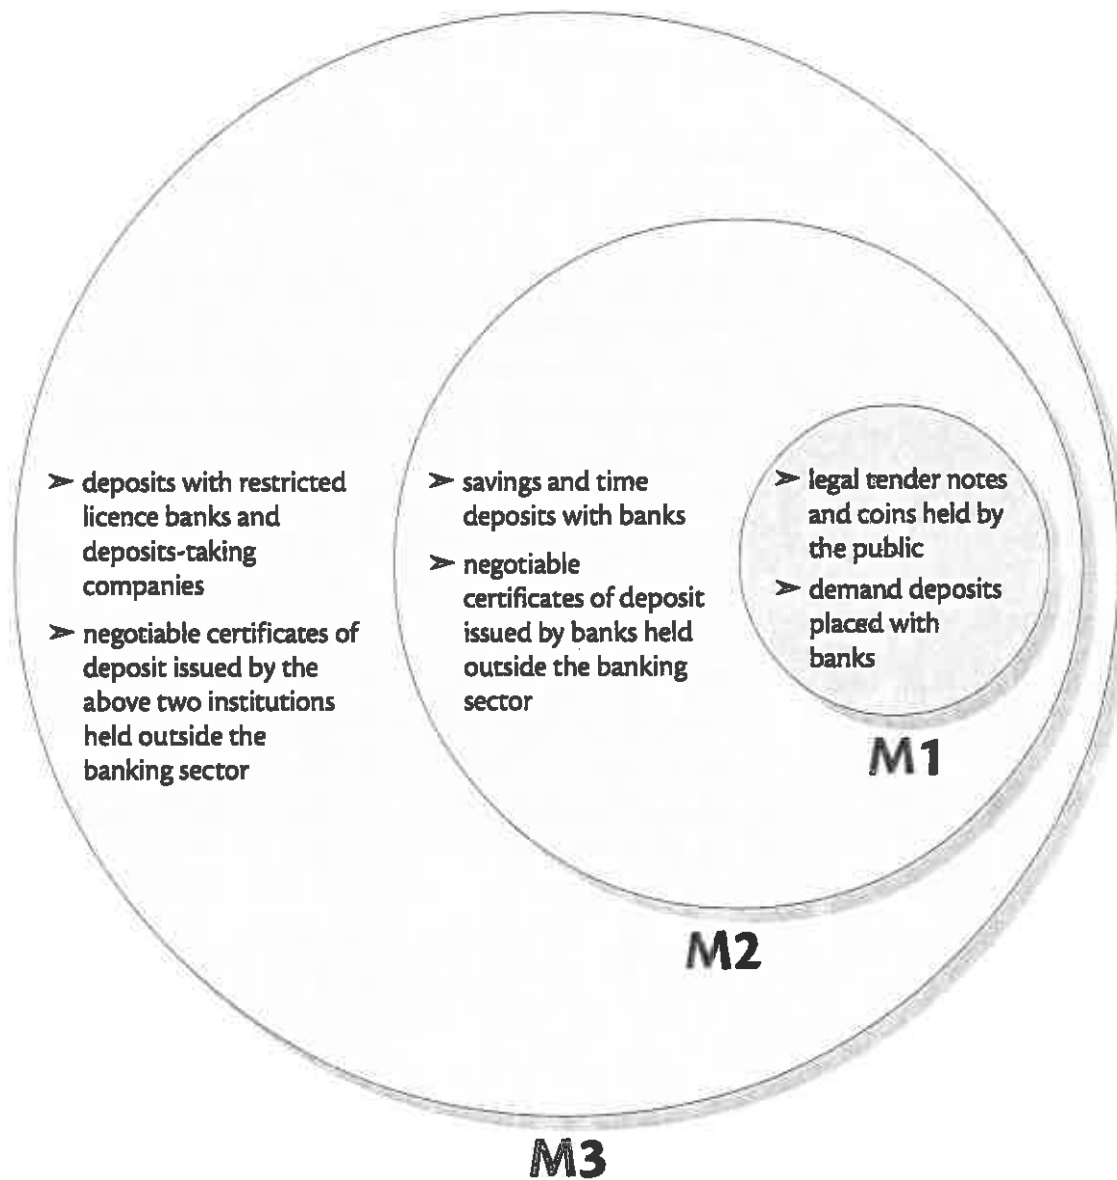 ➤ deposits with restricted
licence banks and
deposits-taking
companies
➤ negotiable certificates of
deposit issued by the
above two institutions
held outside the
banking sector
➤ savings and time
deposits with banks
➤ negotiable
certificates of deposit
issued by banks held
outside the banking
sector
➤ legal tender notes
and coins held by
the public
➤ demand deposits
placed with
banks
M1
M2
M3